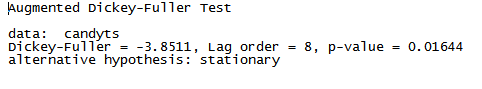 Augmented Dickey-Fuller Test
data:  candyts
Dickey-Fuller = -3.8511, Lag order = 8, p-value = 0.01644
alternative hypothesis: stationary